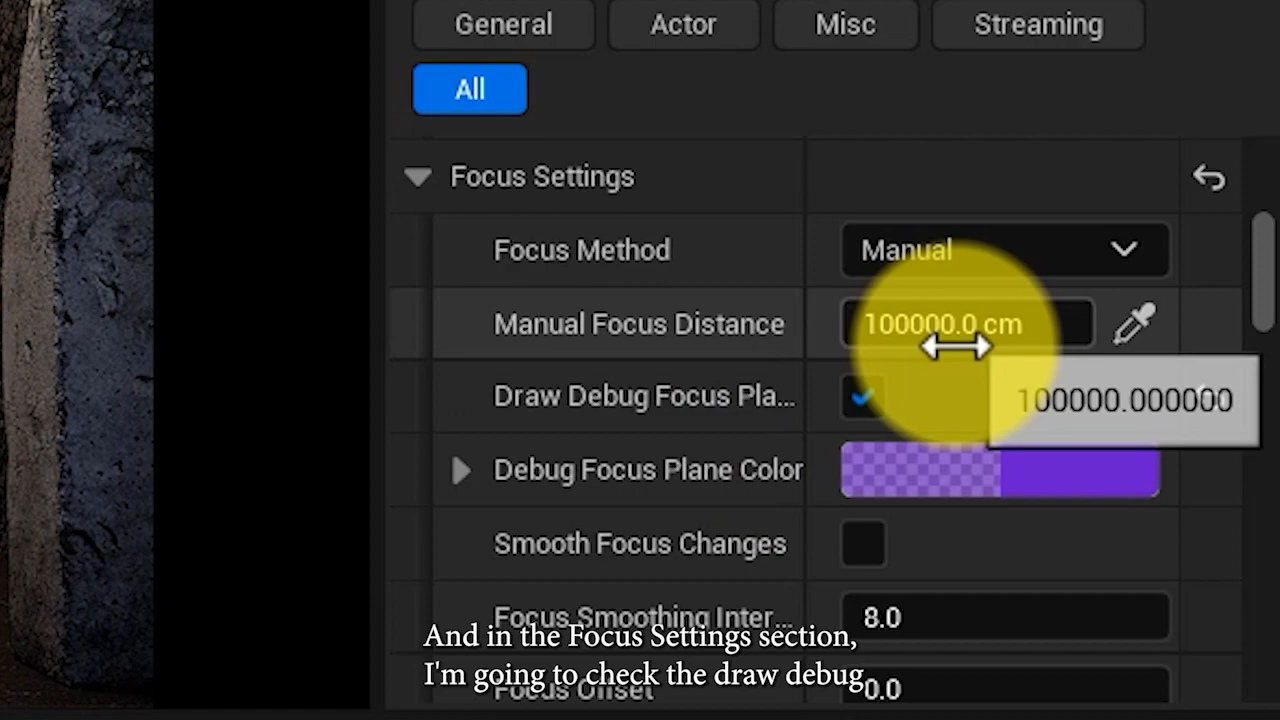 General Actor Misc Streaming
All
Focus Settings
Focus Method Manual
Manual Focus Distance 100000.0 cm
100000.000000
Draw Debug Focus Pla...
Debug Focus Plane Color
Smooth Focus Changes
Focus Smoothing Inter... 8.0
Focus Offset 0.0
And in the Focus Settings section,
I'm going to check the draw debug